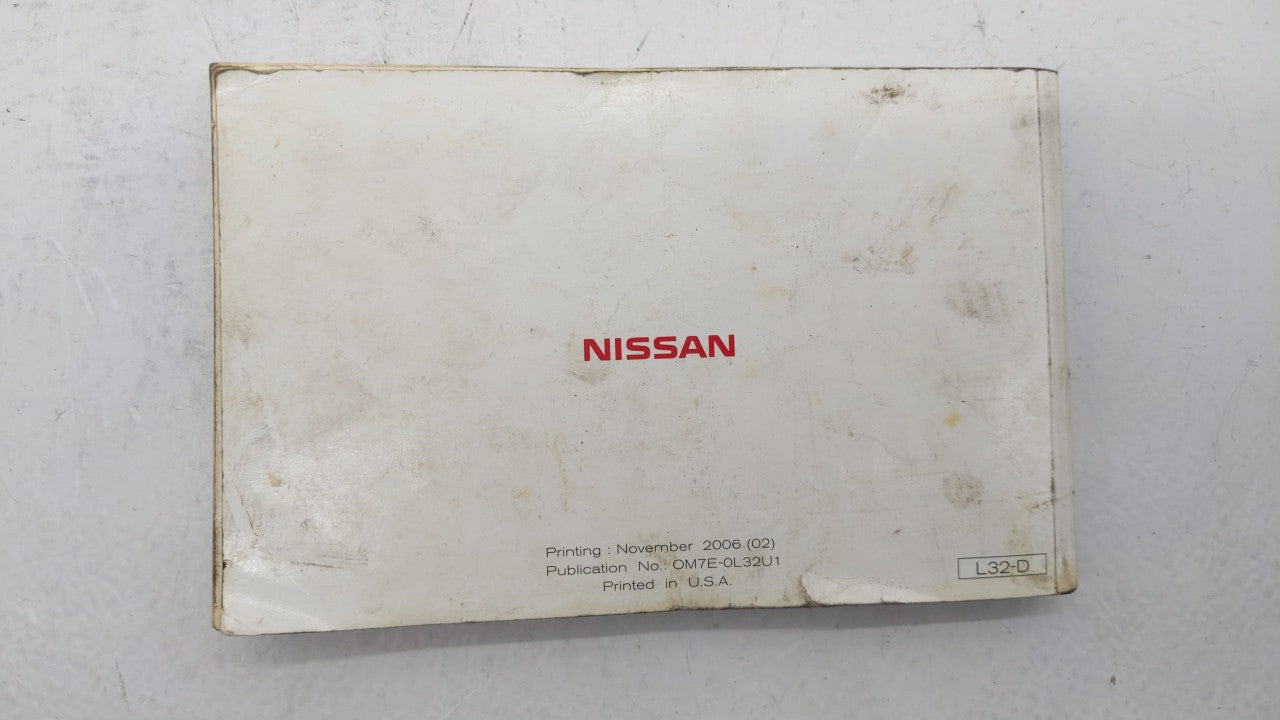 NISSAN
Printing : November 2006 (02)
Publication No.: OM7E-0L32U1
Printed in U.S.A.
L32-D